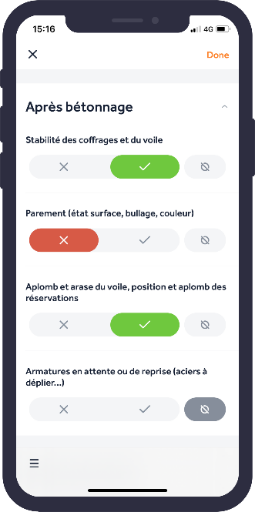 15:16
4G
Done
Après bétonnage
Stabilité des coffrages et du voile
Parement (état surface, bullage, couleur)
Aplomb et arase du voile, position et aplomb des
réservations
Armatures en attente ou de reprise (aciers à
déplier...)